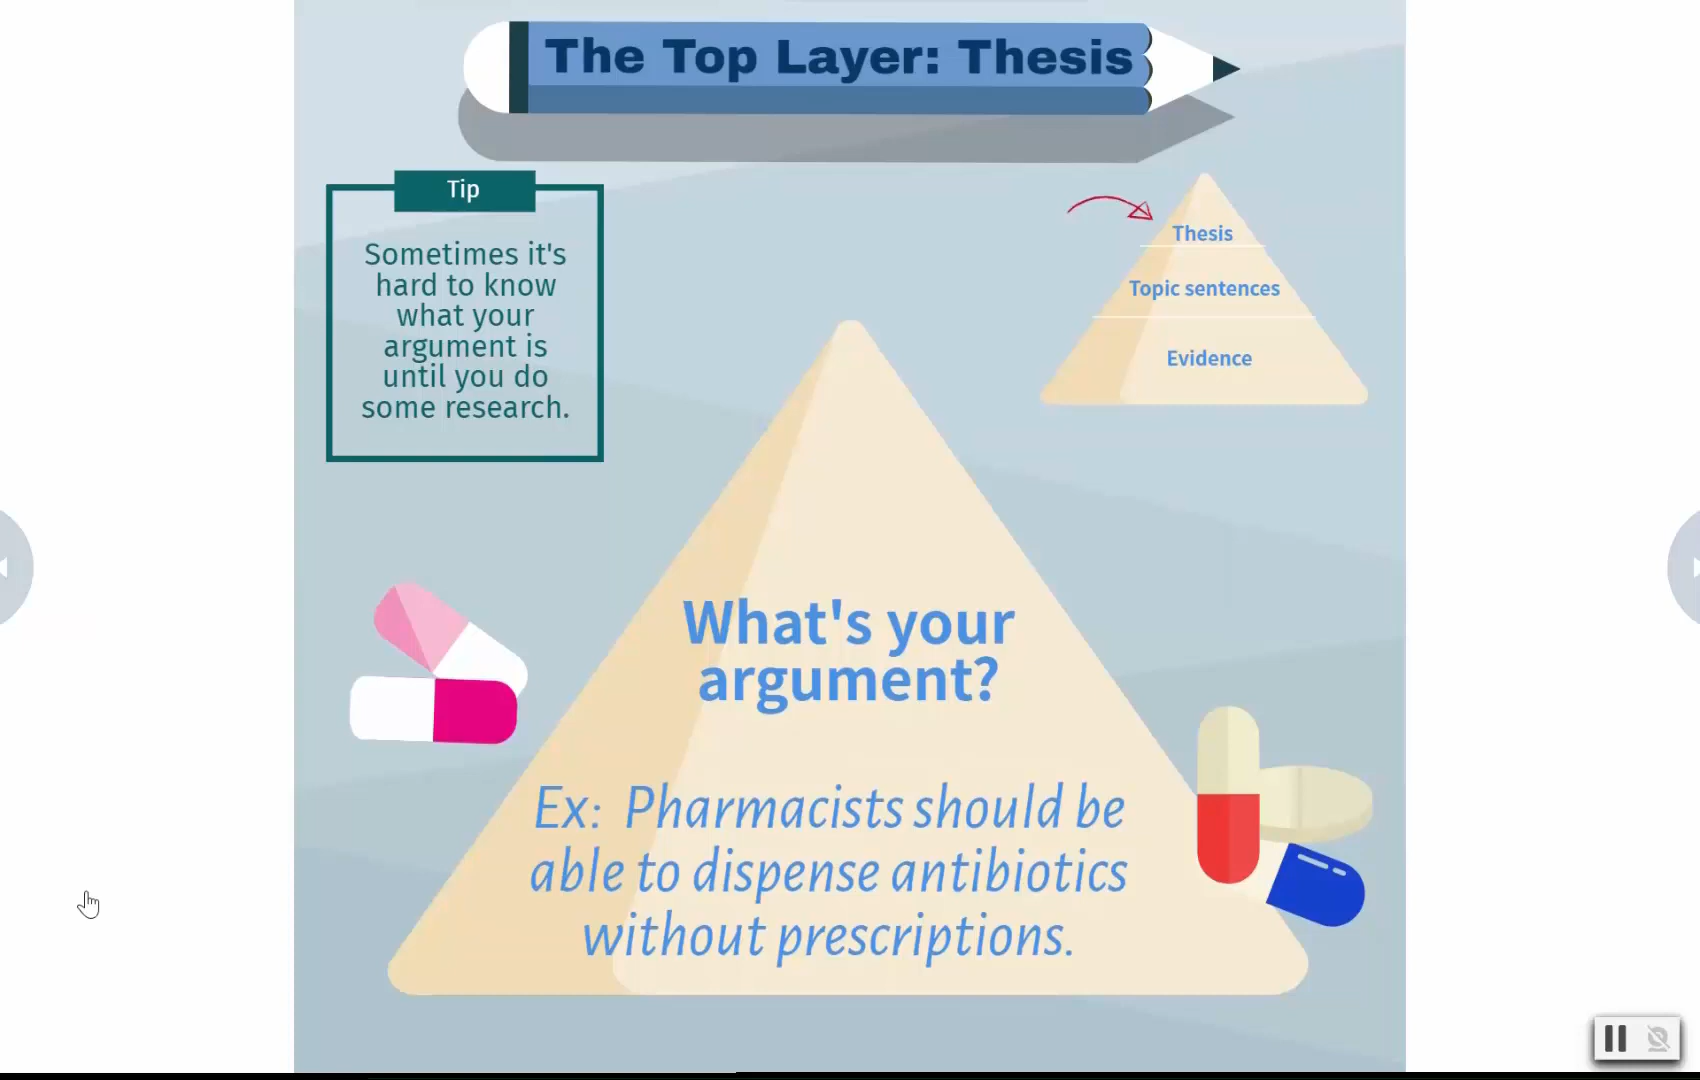 The Top Layer: Thesis
Tip
Sometimes it's
hard to know
what your
argument is
until you do
some research.
Thesis
Topic sentences
Evidence
What's your
argument?
Ex: Pharmacists should be
able to dispense antibiotics
without prescriptions.